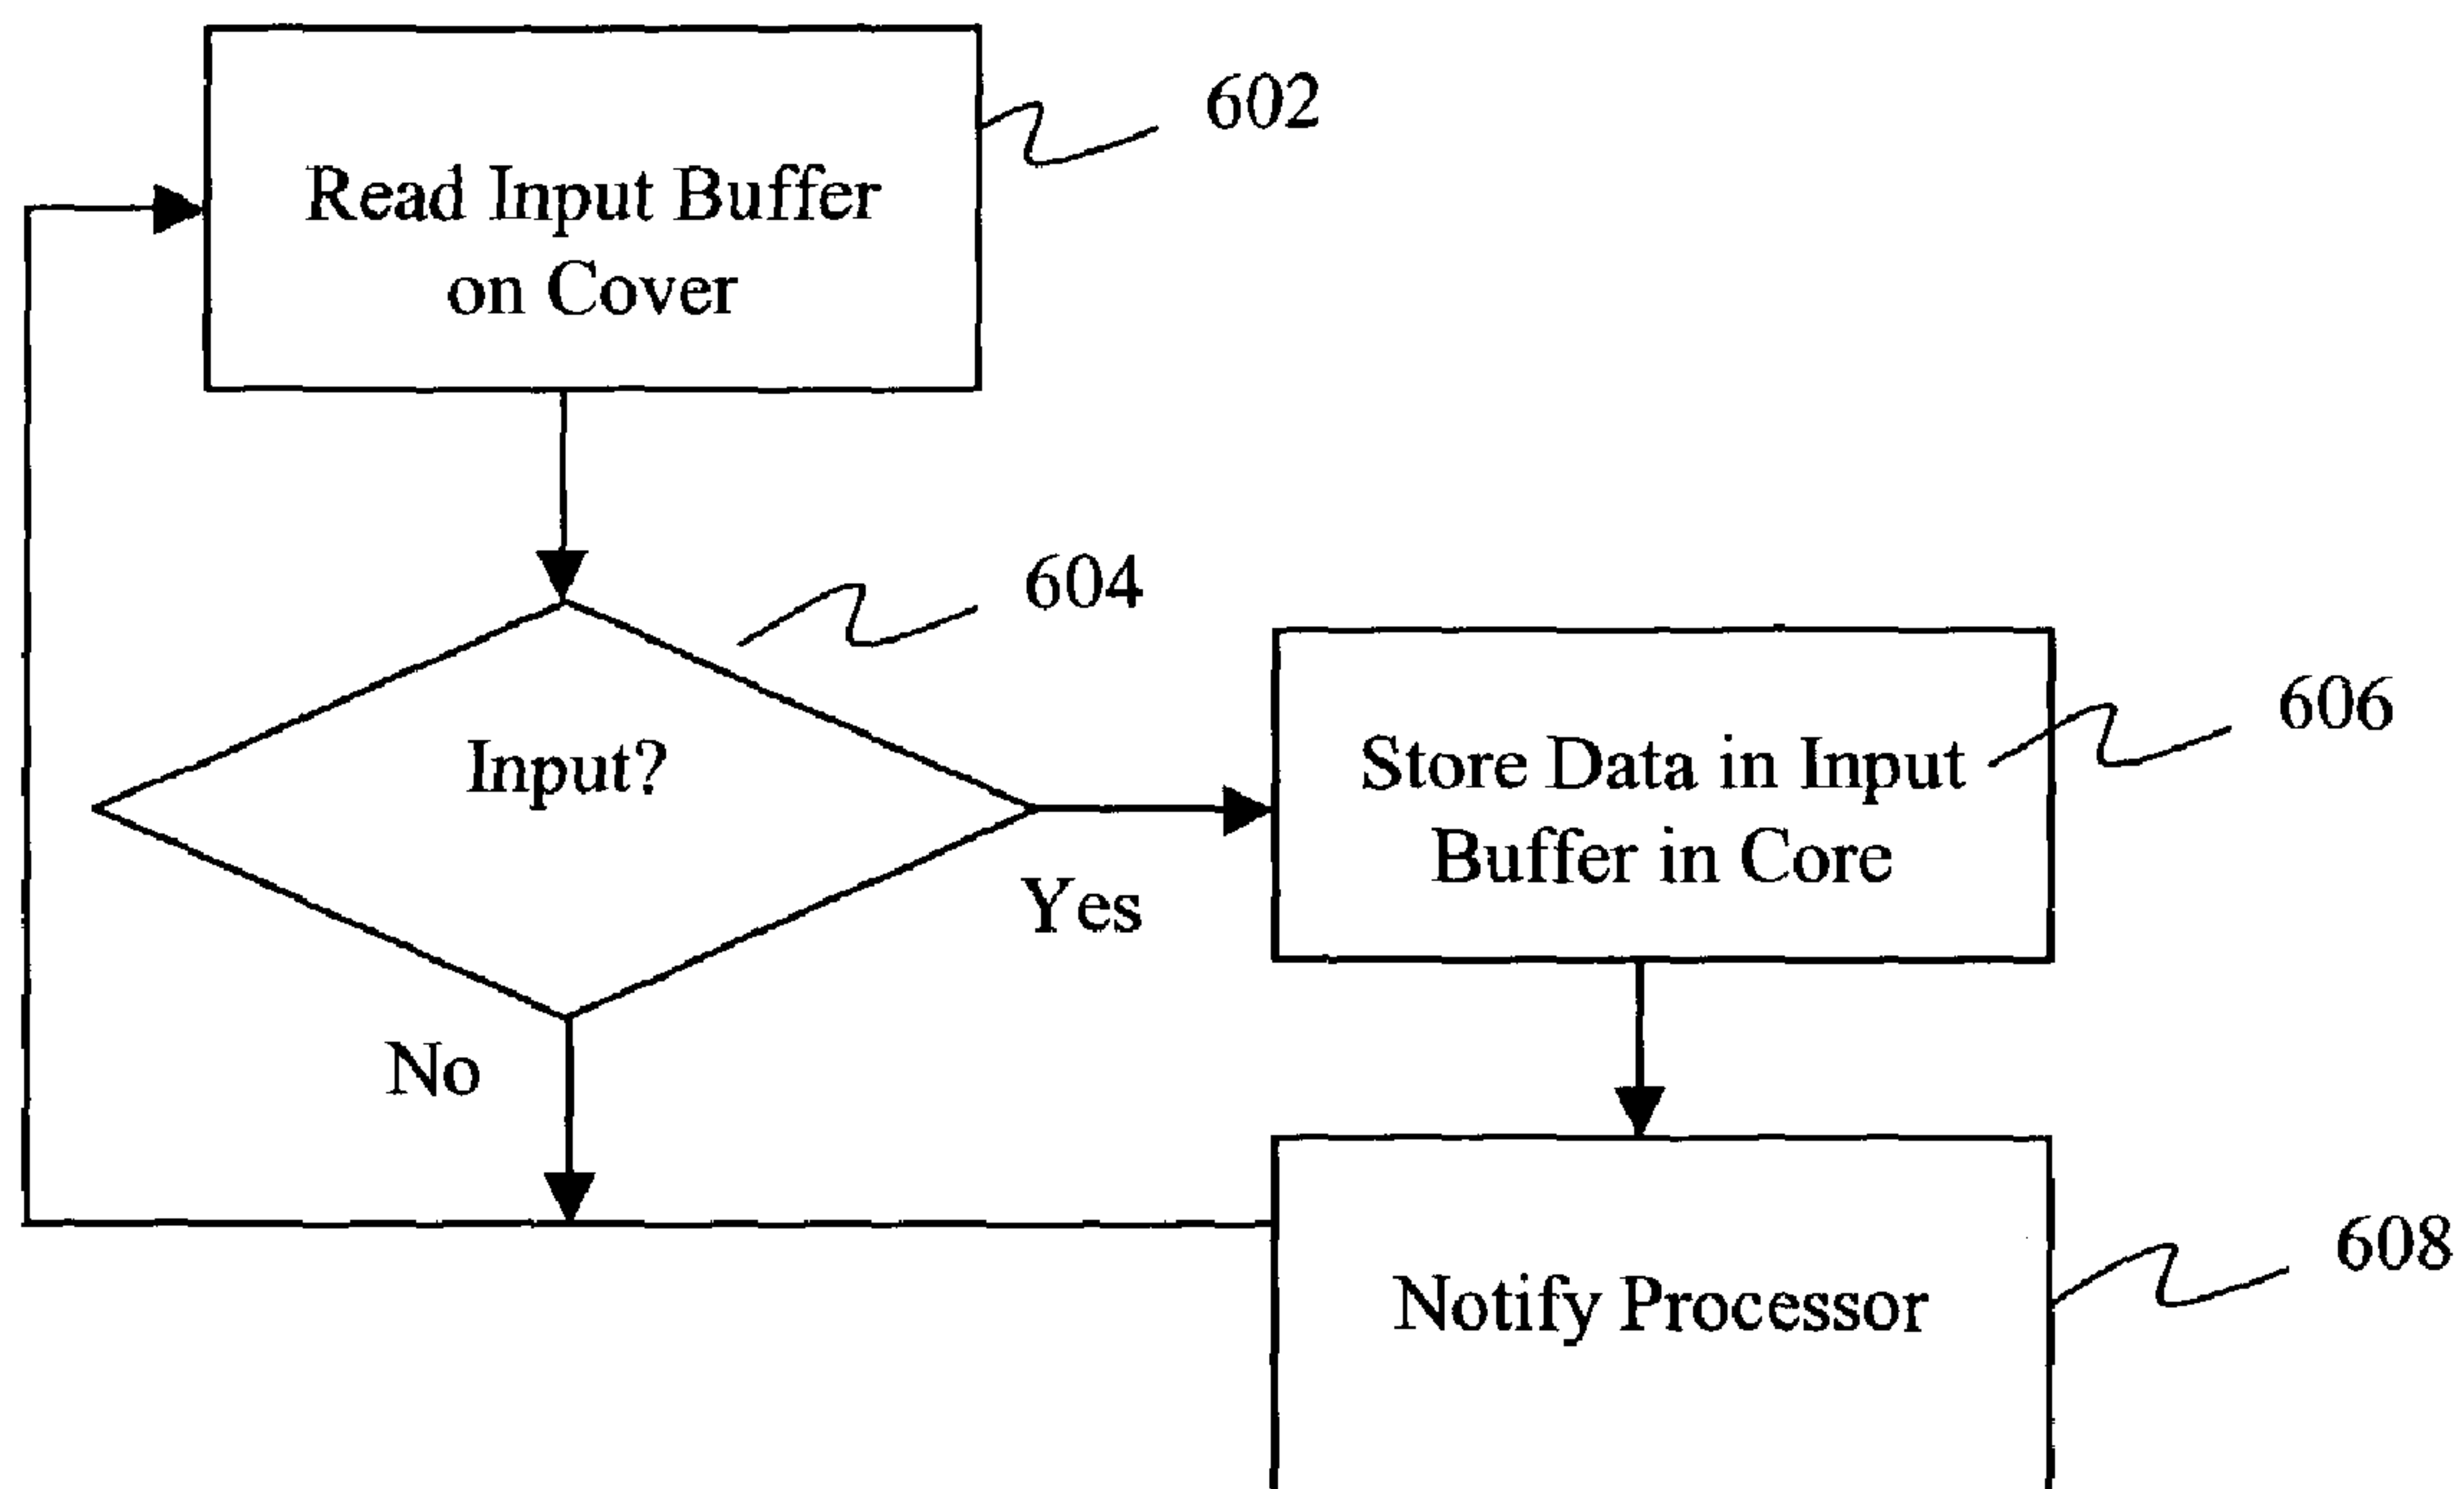 602
Read Input Buffer
on Cover
604
Input?
606
Store Data in Input
Buffer in Core
Yes
No
608
Notify Processor